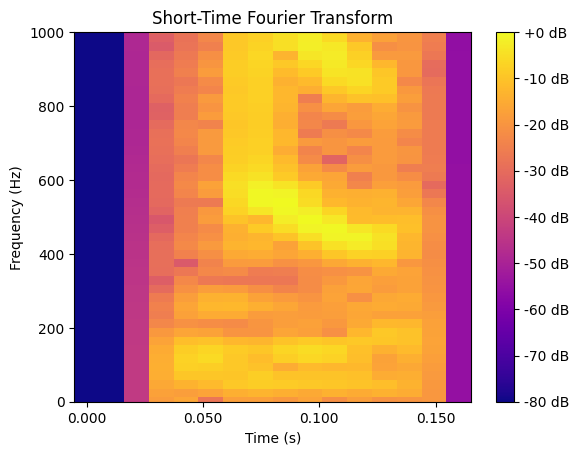 Short-Time Fourier Transform
1000
800
600
400
200
0
Frequency (Hz)
0.000
0.050
0.100
0.150
Time (s)
+0 dB
-10 dB
-20 dB
-30 dB
-40 dB
-50 dB
-60 dB
-70 dB
-80 dB